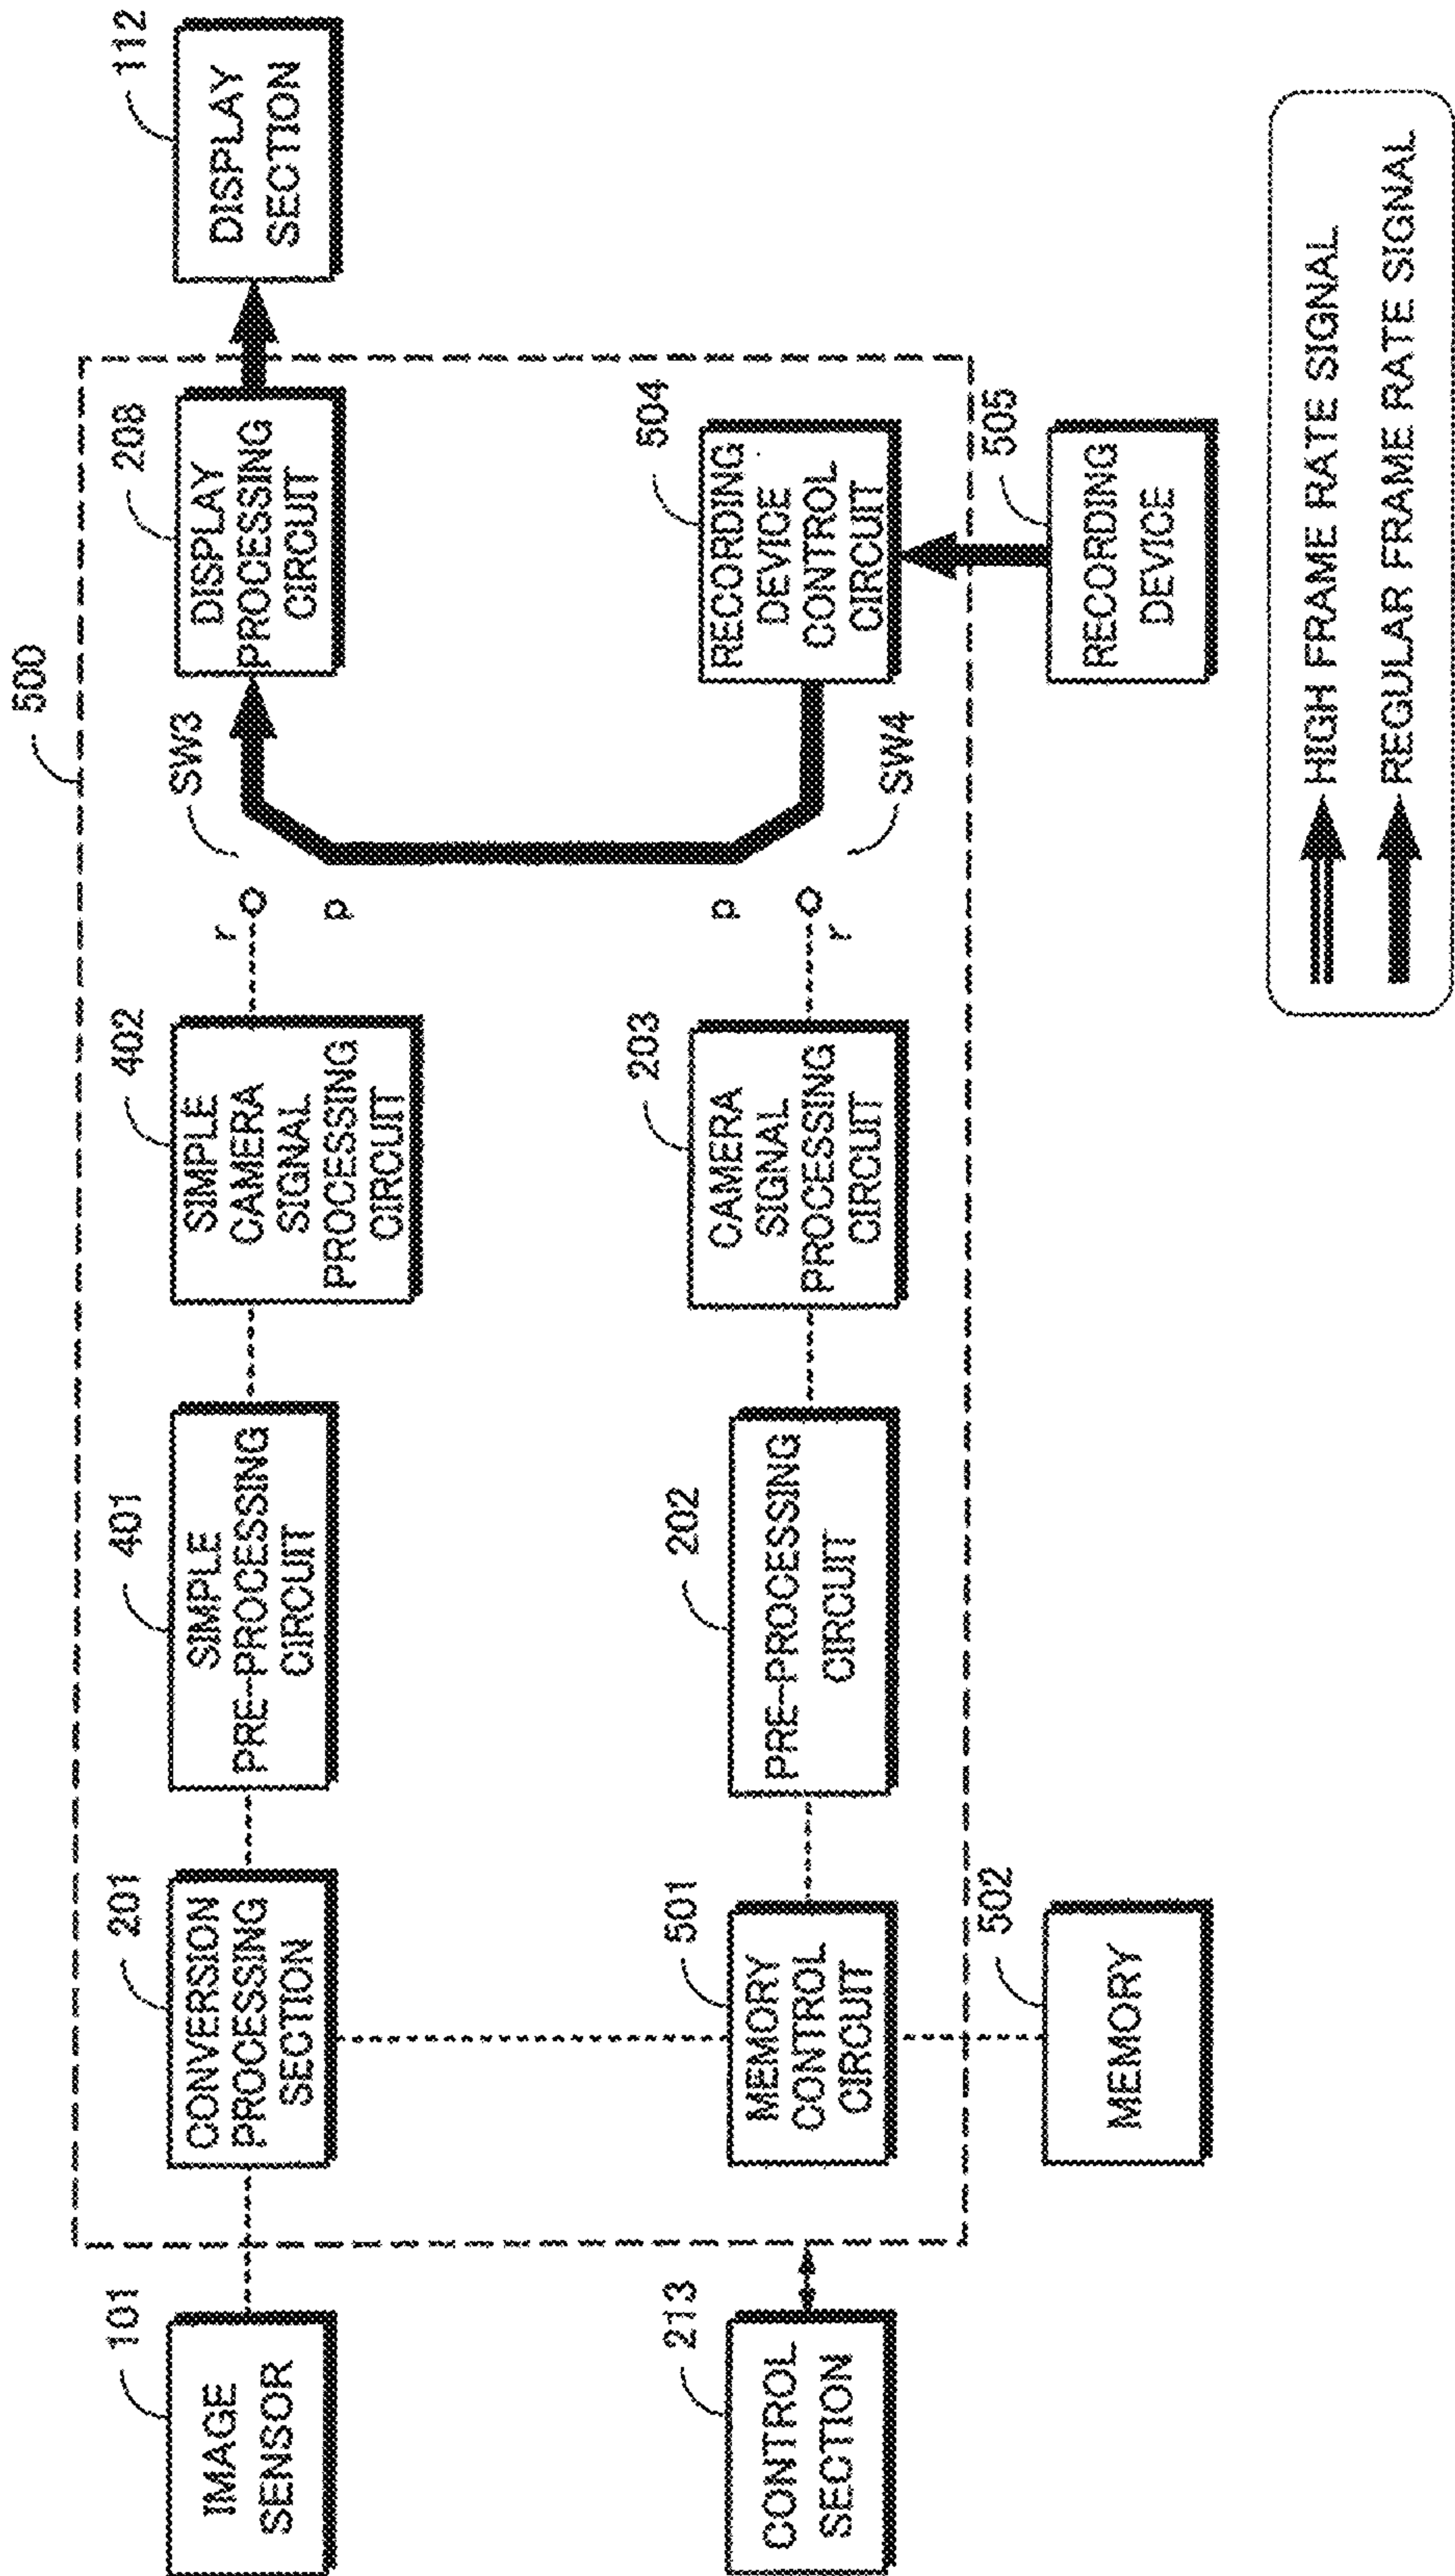 500
101
IMAGE
SENSOR
201
CONVERSION
PROCESSING
SECTION
401
SIMPLE
PRE-PROCESSING
CIRCUIT
402
SIMPLE
CAMERA
SIGNAL
PROCESSING
CIRCUIT
r
p
SW3
208
DISPLAY
PROCESSING
CIRCUIT
112
DISPLAY
SECTION
213
CONTROL
SECTION
501
MEMORY
CONTROL
CIRCUIT
202
PRE-PROCESSING
CIRCUIT
203
CAMERA
SIGNAL
PROCESSING
CIRCUIT
p
r
SW4
504
RECORDING
DEVICE
CONTROL
CIRCUIT
502
MEMORY
505
RECORDING
DEVICE
HIGH FRAME RATE SIGNAL
REGULAR FRAME RATE SIGNAL